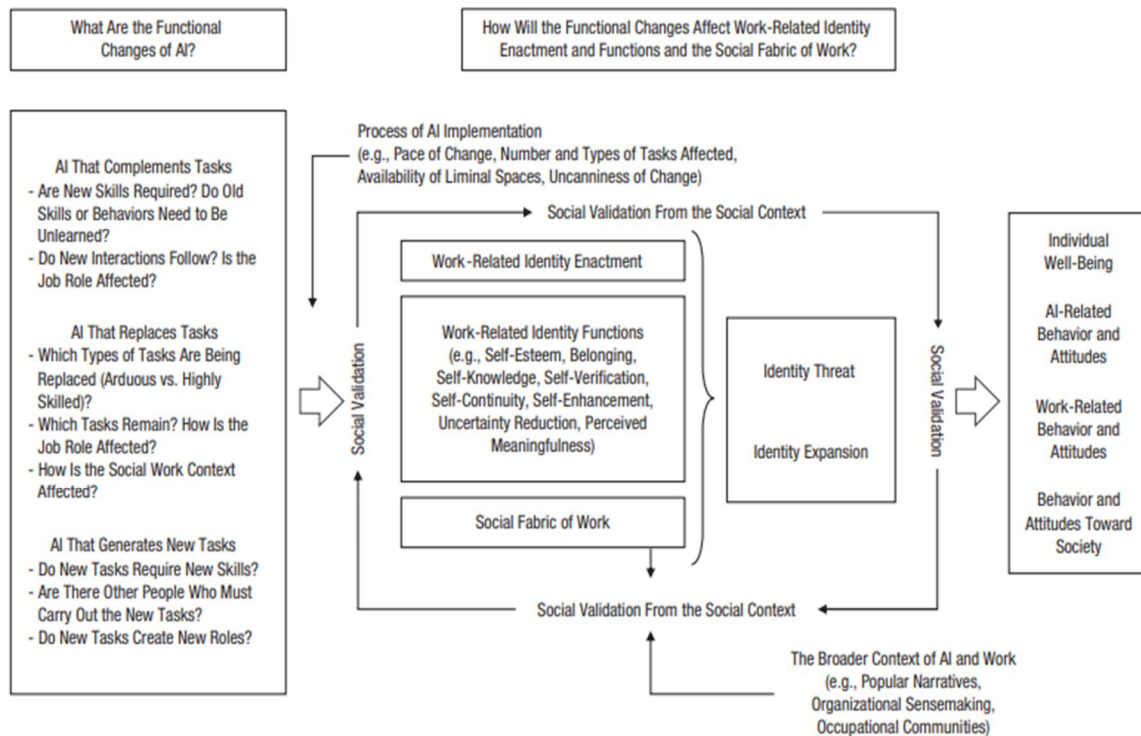 What Are the Functional
Changes of AI?
How Will the Functional Changes Affect Work-Related Identity
Enactment and Functions and the Social Fabric of Work?
AI That Complements Tasks
- Are New Skills Required? Do Old
Skills or Behaviors Need to Be
Unlearned?
- Do New Interactions Follow? Is the
Job Role Affected?
AI That Replaces Tasks
- Which Types of Tasks Are Being
Replaced (Arduous vs. Highly
Skilled)?
- Which Tasks Remain? How Is the
Job Role Affected?
- How Is the Social Work Context
Affected?
AI That Generates New Tasks
- Do New Tasks Require New Skills?
- Are There Other People Who Must
Carry Out the New Tasks?
- Do New Tasks Create New Roles?
Process of AI Implementation
(e.g., Pace of Change, Number and Types of Tasks Affected,
Availability of Liminal Spaces, Uncanniness of Change)
Social Validation From the Social Context
Social Validation
Work-Related Identity Enactment
Work-Related Identity Functions
(e.g., Self-Esteem, Belonging,
Self-Knowledge, Self-Verification,
Self-Continuity, Self-Enhancement,
Uncertainty Reduction, Perceived
Meaningfulness)
Social Fabric of Work
Identity Threat
Identity Expansion
Social Validation
Social Validation From the Social Context
The Broader Context of AI and Work
(e.g., Popular Narratives,
Organizational Sensemaking,
Occupational Communities)
Individual
Well-Being
AI-Related
Behavior and
Attitudes
Work-Related
Behavior and
Attitudes
Behavior and
Attitudes Toward
Society